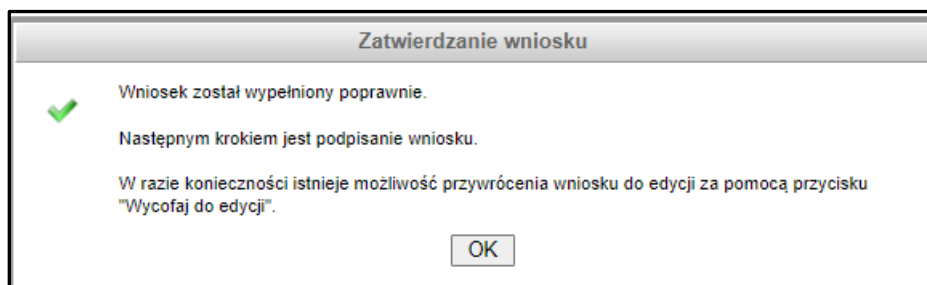 Zatwierdzanie wniosku
Wniosek został wypełniony poprawnie.
Następnym krokiem jest podpisanie wniosku.
W razie konieczności istnieje możliwość przywrócenia wniosku do edycji za pomocą przycisku
"Wycofaj do edycji".
OK